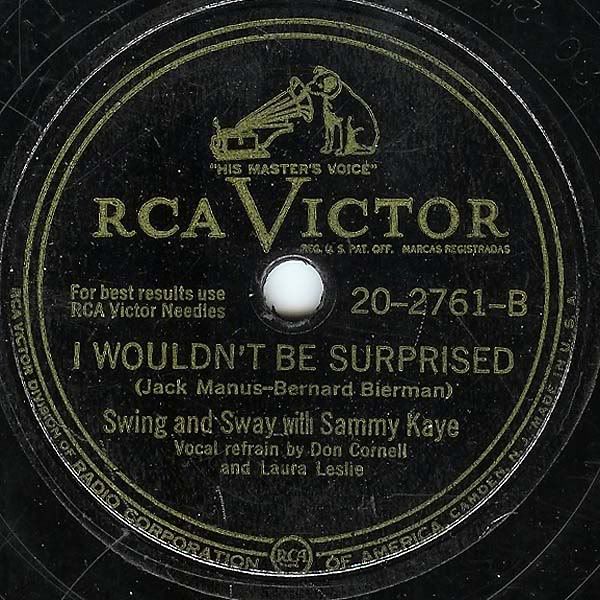 "HIS MASTER'S VOICE"
RCA VICTOR
REG. U. S. PAT. OFF. MARCAS REGISTRADAS
For best results use
RCA Victor Needles
20-2761-B
I WOULDN'T BE SURPRISED
(Jack Manus-Bernard Bierman)
Swing and Sway with Sammy Kaye
Vocal refrain by Don Cornell
and Laura Leslie
RCA VICTOR DIVISION OF RADIO CORPORATION RCA OF AMERICA, CAMDEN, N. J. MADE IN U. S. A.